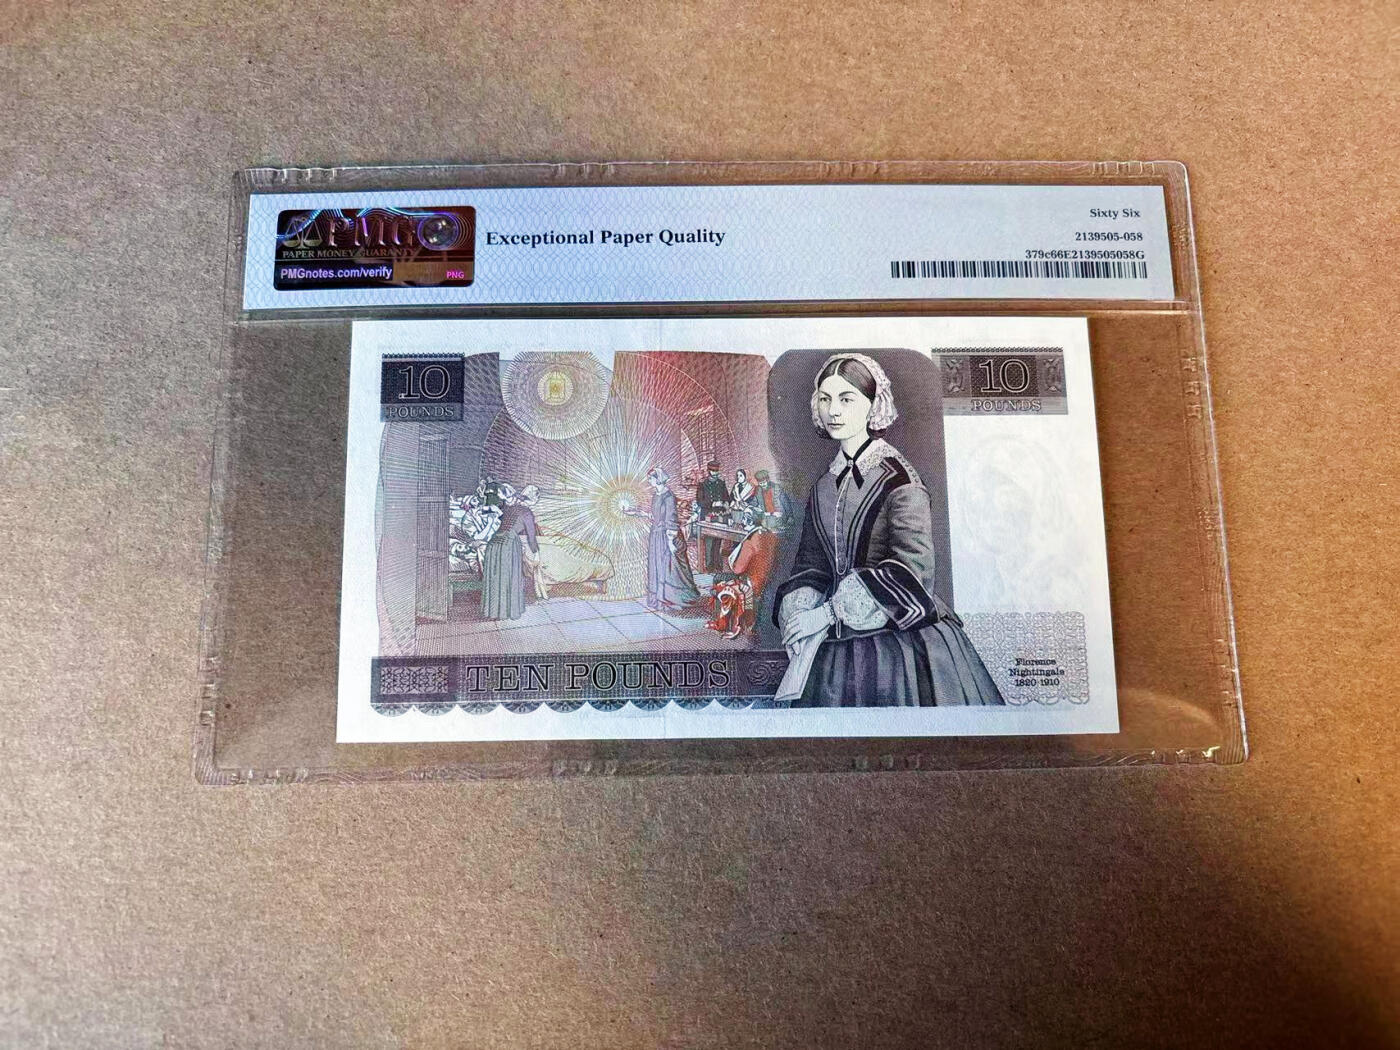 PMG
PAPER MONEY GUARANTY
PMGnotes.com/verify
PNG
Exceptional Paper Quality
Sixty Six
2139505-058
379c66E2139505058G
10
POUNDS
10
POUNDS
TEN POUNDS
Florence
Nightingale
1820-1910